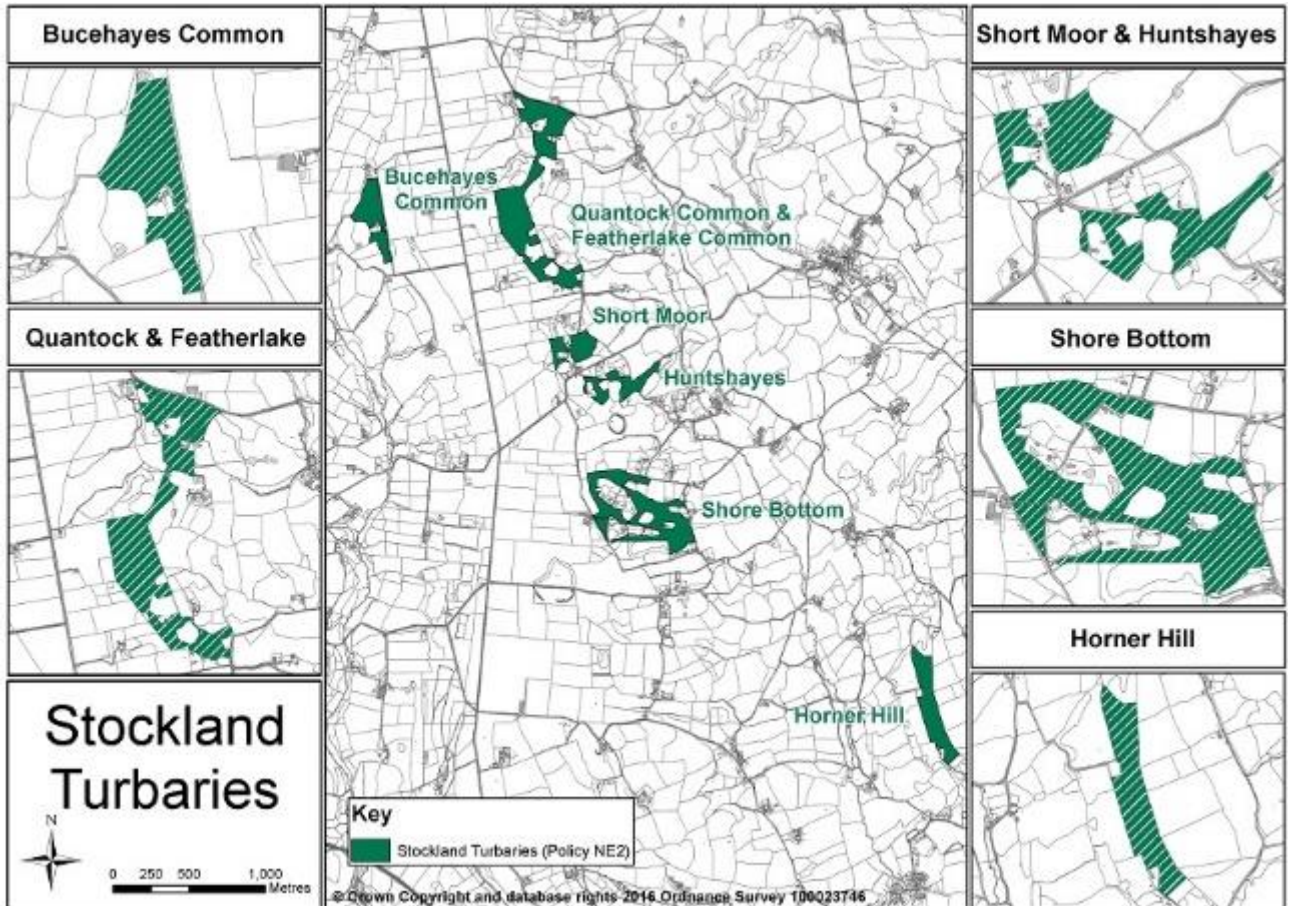 Bucehayes Common
Quantock & Featherlake
Stockland
Turbaries
N
0 250 500 1,000
Metres
Bucehayes
Common
Quantock Common &
Featherlake Common
Short Moor
Huntshayes
Shore Bottom
Horner Hill
Key
Stockland Turbaries (Policy NE2)
© Crown Copyright and database rights 2016 Ordnance Survey 100023746
Short Moor & Huntshayes
Shore Bottom
Horner Hill